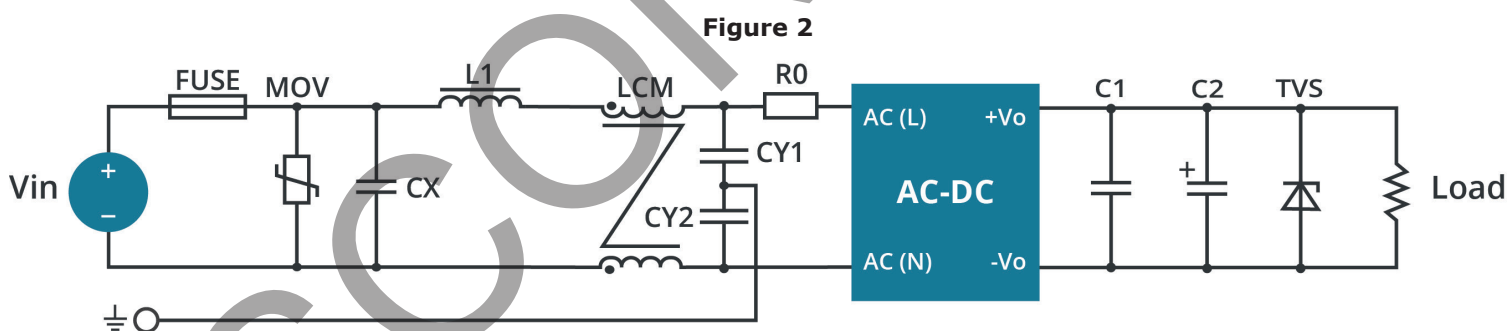 Figure 2
FUSE
MOV
L1
LCM
R0
C1
C2
TVS
AC (L)
+Vo
CY1
Vin
+
−
CX
AC-DC
+
Load
CY2
AC (N)
-Vo